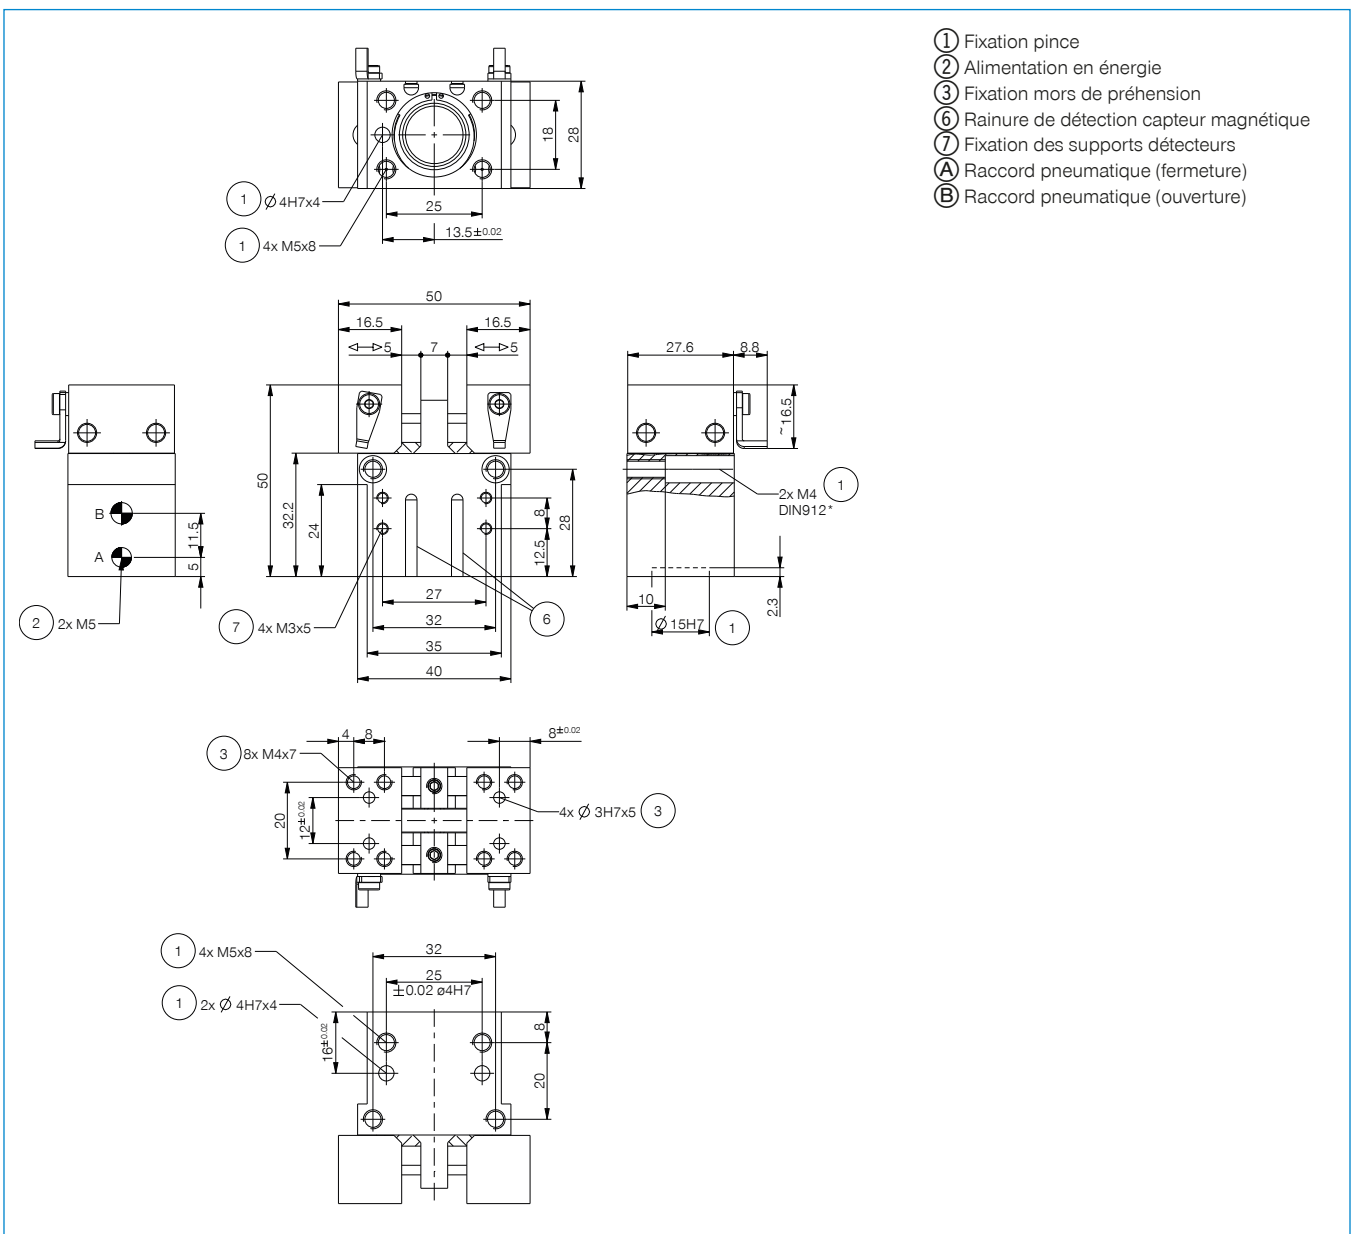 ① Fixation pince
② Alimentation en énergie
③ Fixation mors de préhension
⑥ Rainure de détection capteur magnétique
⑦ Fixation des supports détecteurs
Ⓐ Raccord pneumatique (fermeture)
Ⓑ Raccord pneumatique (ouverture)
18
28
1 Ø 4H7x4
25
13.5±0.02
1 4x M5x8
50
16.5 16.5
5 7 5
27.6 8.8
~16.5
50
32.2
24
8
12.5
28
2x M4 1
DIN912*
B
A
11.5
5
2 2x M5
27
7 4x M3x5
6
32
35
40
10
2.3
Ø 15H7 1
4 8
8±0.02
3 8x M4x7
20
12±0.02
4x Ø 3H7x5 3
1 4x M5x8
32
25
±0.02 ø4H7
1 2x Ø 4H7x4
16±0.02
8
20